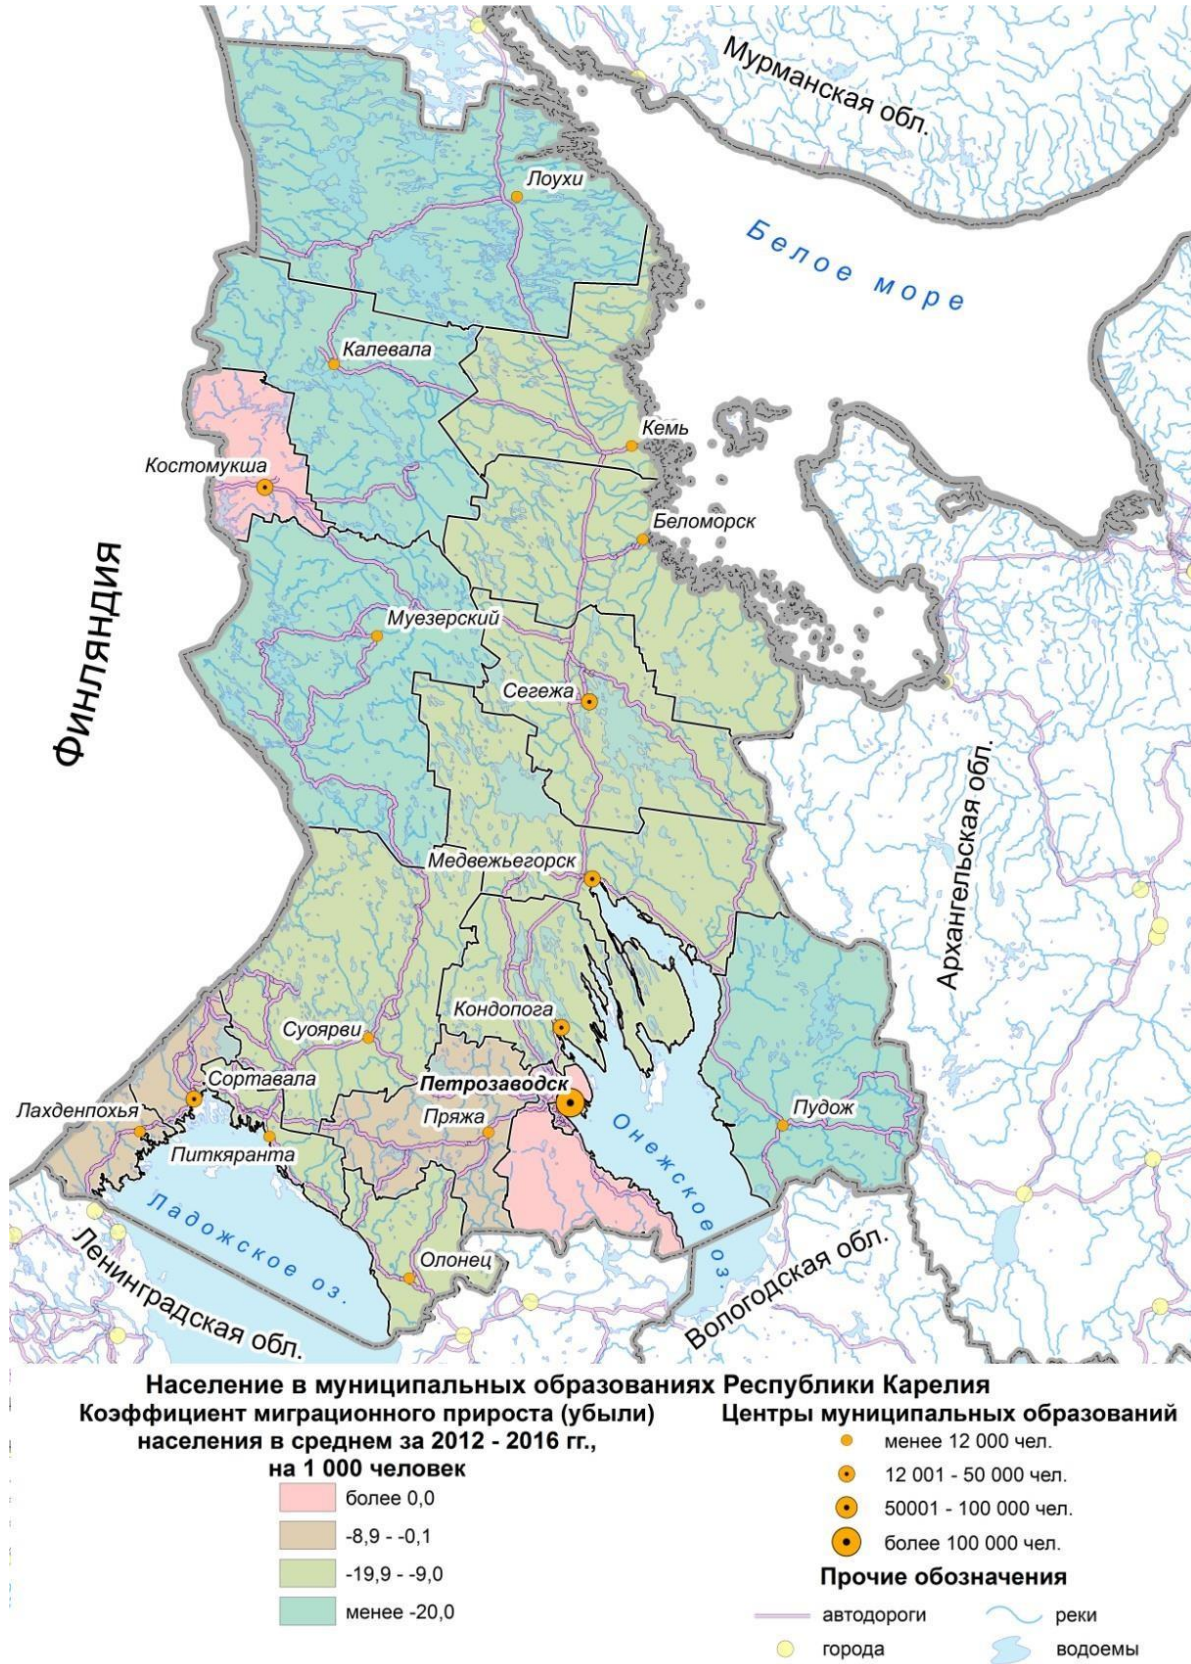 Мурманская обл.
Лоухи
Белое море
Калевала
Кемь
Костомукша
Беломорск
Финляндия
Муезерский
Сегежа
Архангельская обл.
Медвежьегорск
Кондопога
Суоярви
Сортавала
Петрозаводск
Лахденпохья
Пряжа
Пудож
Питкяранта
Онежское оз.
Ладожское оз.
Олонец
Ленинградская обл.
Вологодская обл.
Население в муниципальных образованиях Республики Карелия
Коэффициент миграционного прироста (убыли)
населения в среднем за 2012 - 2016 гг.,
на 1 000 человек
более 0,0
-8,9 - -0,1
-19,9 - -9,0
менее -20,0
Центры муниципальных образований
менее 12 000 чел.
12 001 - 50 000 чел.
50001 - 100 000 чел.
более 100 000 чел.
Прочие обозначения
автодороги
реки
города
водоемы